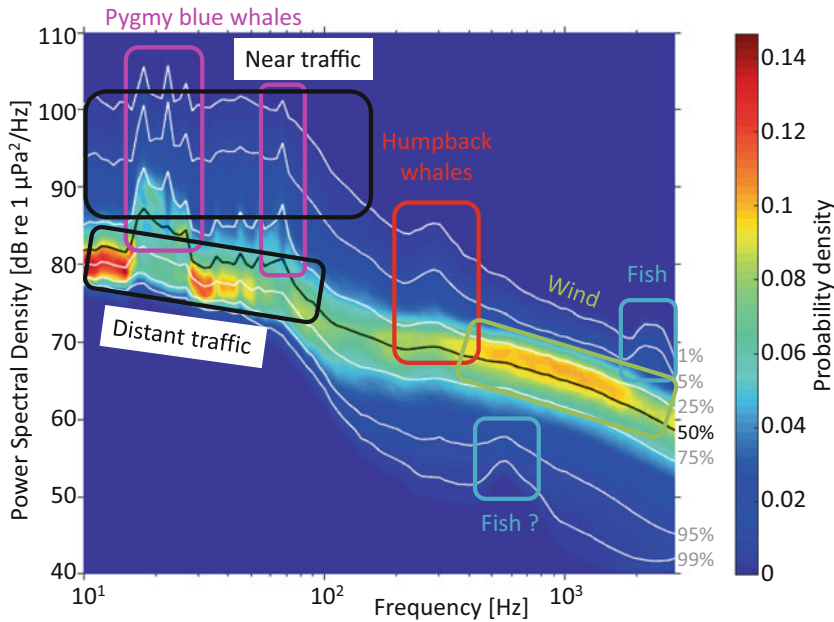 Pygmy blue whales
110
100
90
80
70
60
50
40
Power Spectral Density [dB re 1 µPa²/Hz]
Near traffic
Humpback
whales
Distant traffic
Wind
Fish
Fish ?
1%
5%
25%
50%
75%
95%
99%
10¹
10²
10³
Frequency [Hz]
0.14
0.12
0.1
0.08
0.06
0.04
0.02
0
Probability density